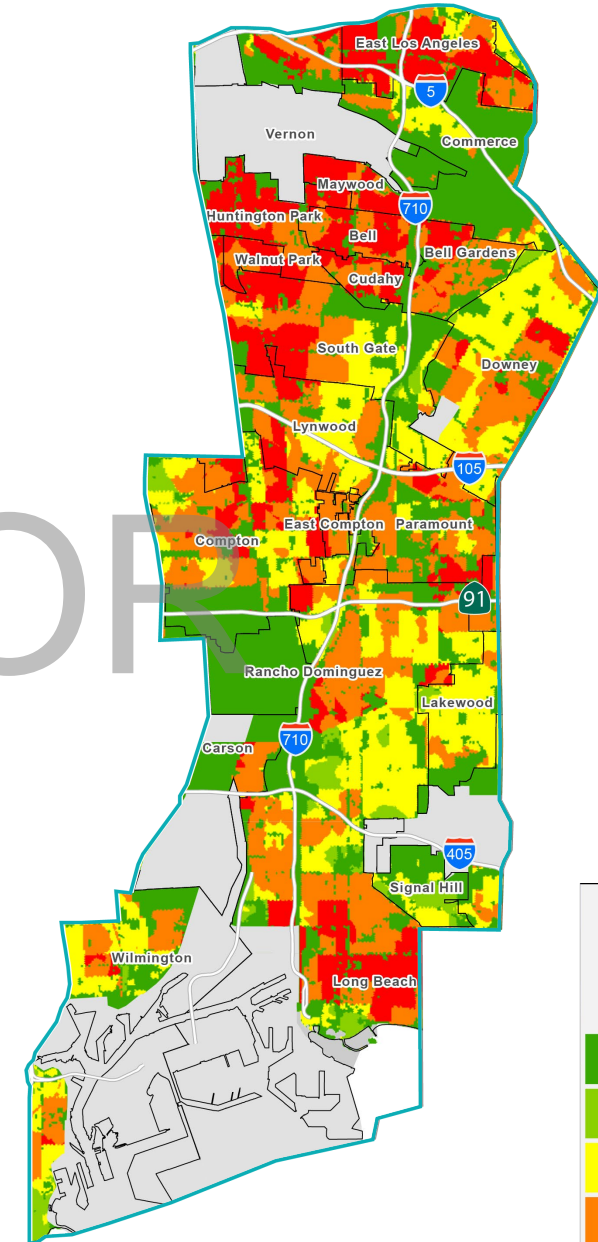 East Los Angeles
5
Vernon
Commerce
Maywood
710
Huntington Park
Bell
Walnut Park
Bell Gardens
Cudahy
South Gate
Downey
Lynwood
105
OR
East Compton
Paramount
Compton
91
Rancho Dominguez
Lakewood
710
Carson
405
Signal Hill
Wilmington
Long Beach